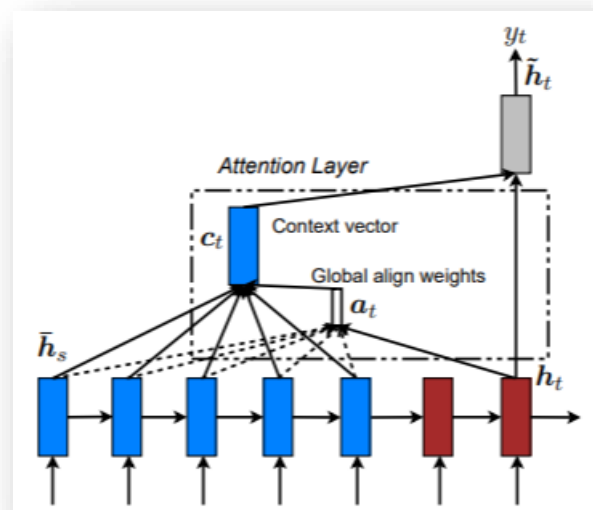 y_t
h̃_t
Attention Layer
c_t
Context vector
Global align weights
a_t
h̄_s
h_t